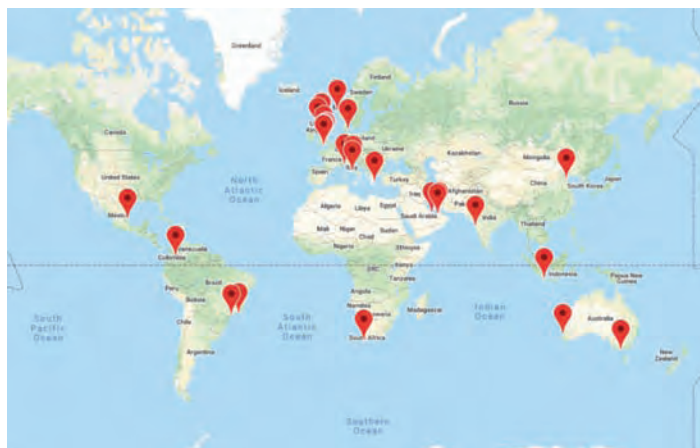 Greenland
Iceland
Finland
Sweden
Russia
Canada
Ukraine
Kazakhstan
Mongolia
France
Spain
Italy
Turkey
United States
North
Atlantic
Ocean
China
Japan
South Korea
Iraq
Afghanistan
Algeria
Libya
Egypt
Saudi Arabia
India
Mexico
Mali
Niger
Chad
Sudan
Thailand
Nigeria
Ethiopia
Venezuela
Colombia
DRC
Kenya
Indonesia
Papua New
Guinea
Tanzania
Peru
Brazil
Angola
Bolivia
Namibia
Botswana
Madagascar
Indian
Ocean
Chile
South
Pacific
Ocean
South
Atlantic
Ocean
Australia
South Africa
Argentina
New
Zealand
Southern
Ocean